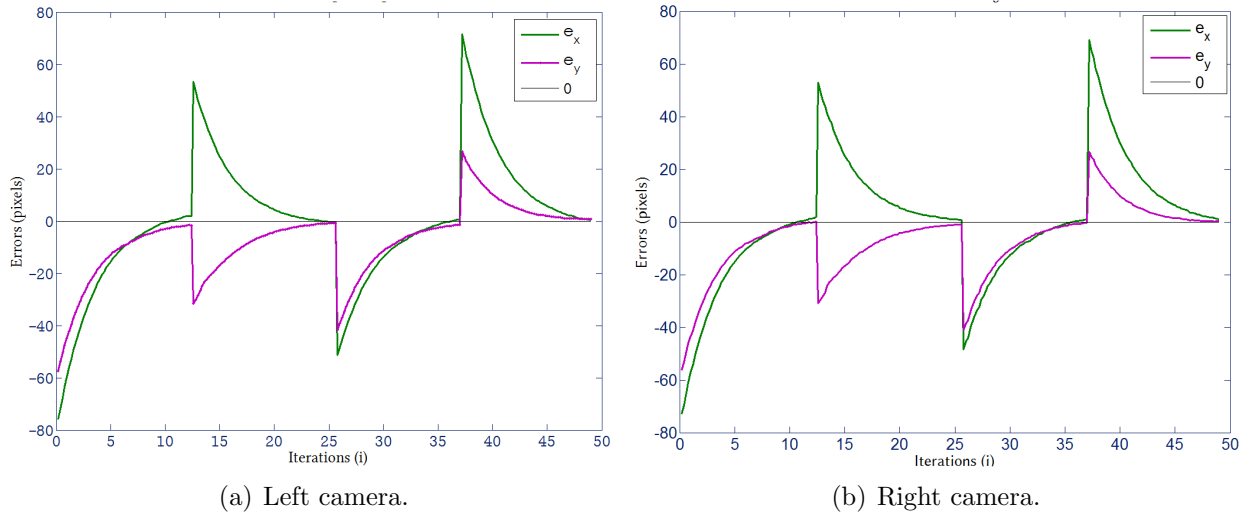 80
60
40
20
0
−20
−40
−60
−80
Errors (pixels)
0 5 10 15 20 25 30 35 40 45 50
Iterations (i)
e_x
e_y
0
(a) Left camera.
80
60
40
20
0
−20
−40
−60
−80
Errors (pixels)
0 5 10 15 20 25 30 35 40 45 50
Iterations (i)
e_x
e_y
0
(b) Right camera.